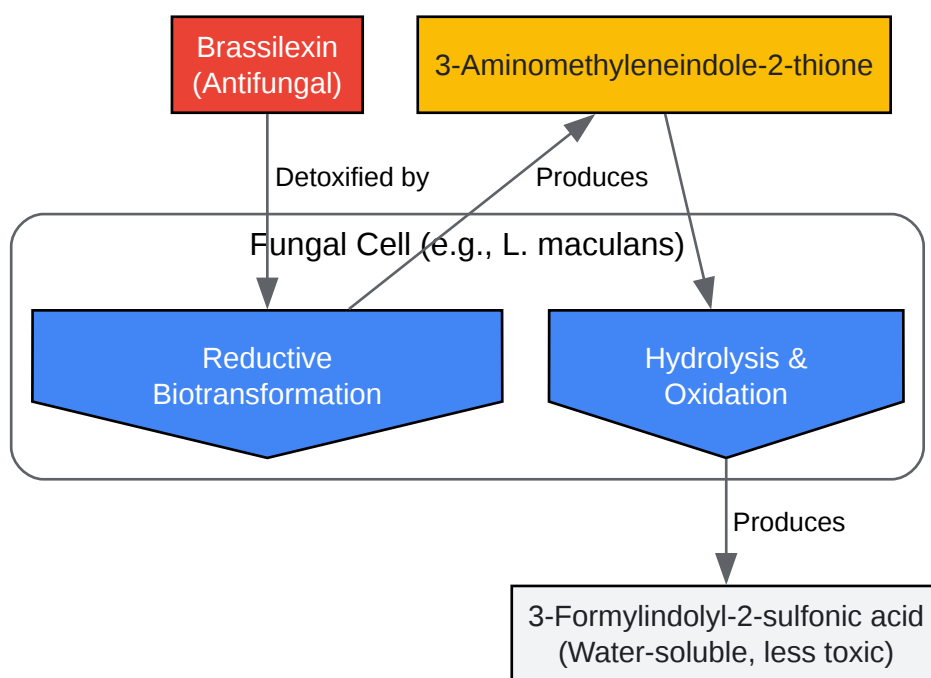 Brassilexin
(Antifungal)
3-Aminomethyleneindole-2-thione
Detoxified by
Produces
Fungal Cell (e.g., L. maculans)
Reductive
Biotransformation
Hydrolysis &
Oxidation
Produces
3-Formylindolyl-2-sulfonic acid
(Water-soluble, less toxic)